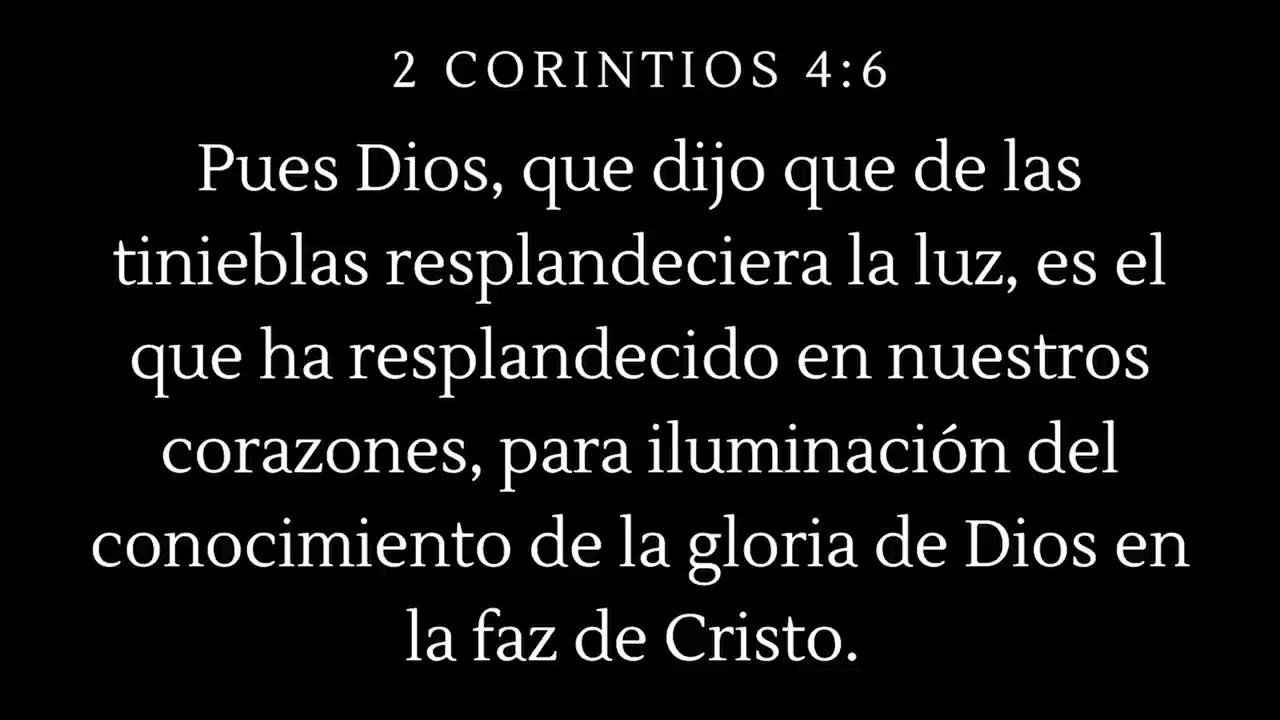 2 CORINTIOS 4:6
Pues Dios, que dijo que de las
tinieblas resplandeciera la luz, es el
que ha resplandecido en nuestros
corazones, para iluminación del
conocimiento de la gloria de Dios en
la faz de Cristo.